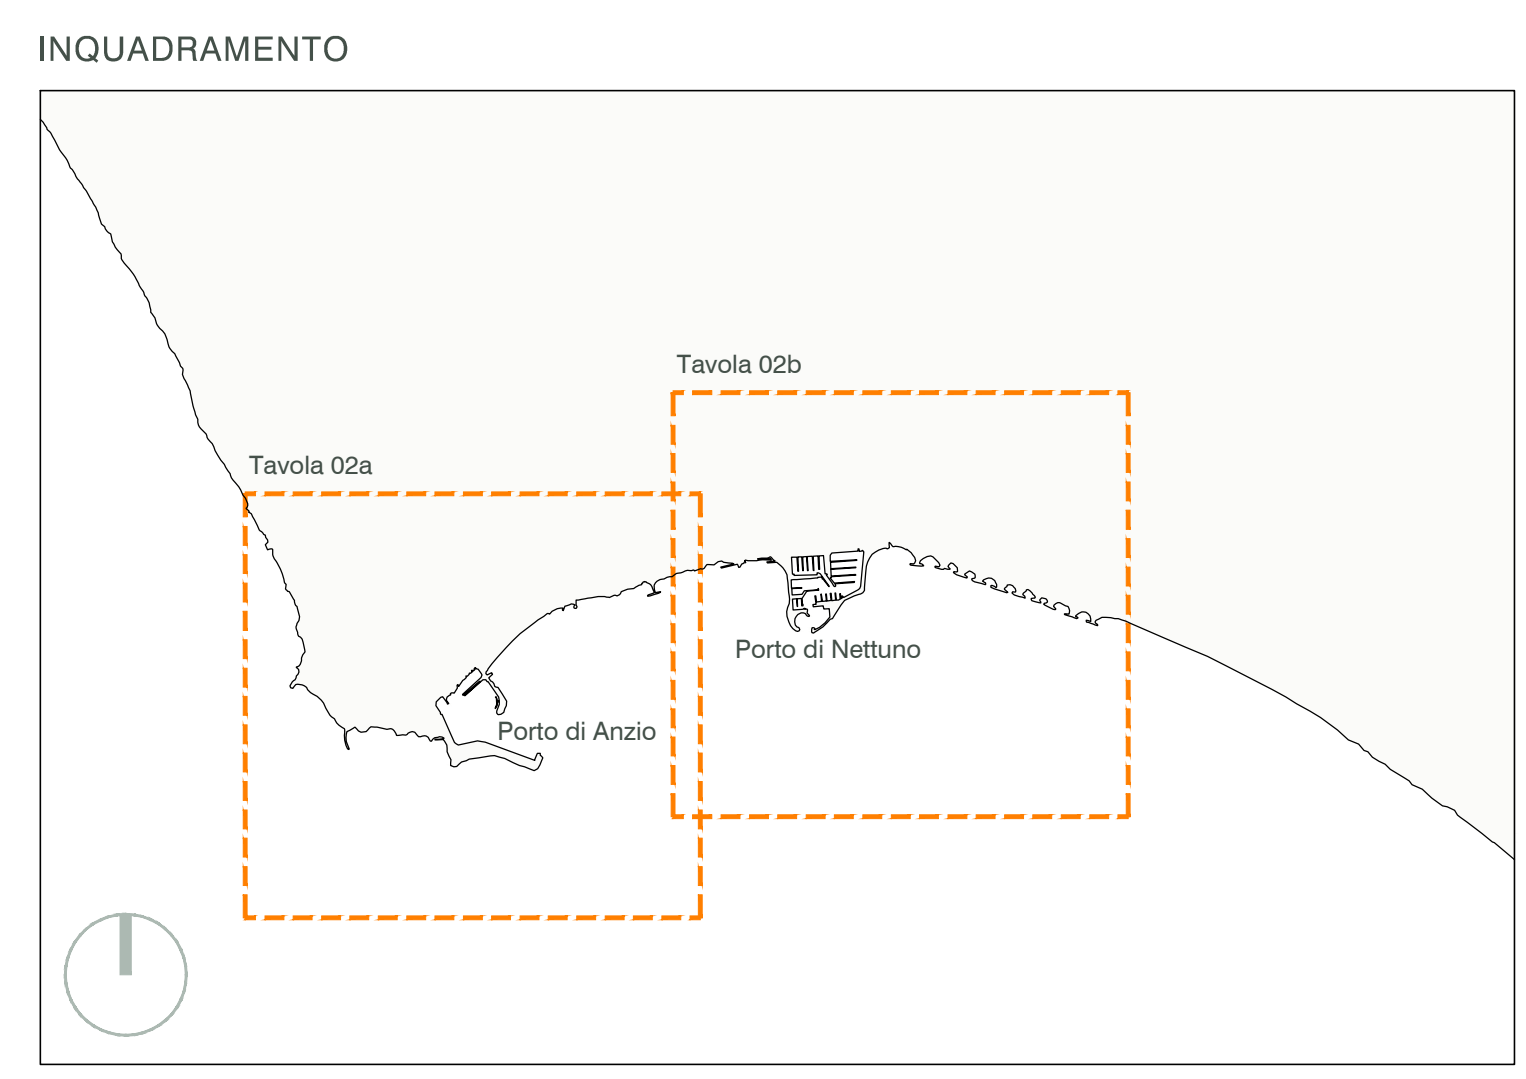 INQUADRAMENTO
Tavola 02b
Tavola 02a
Porto di Nettuno
Porto di Anzio